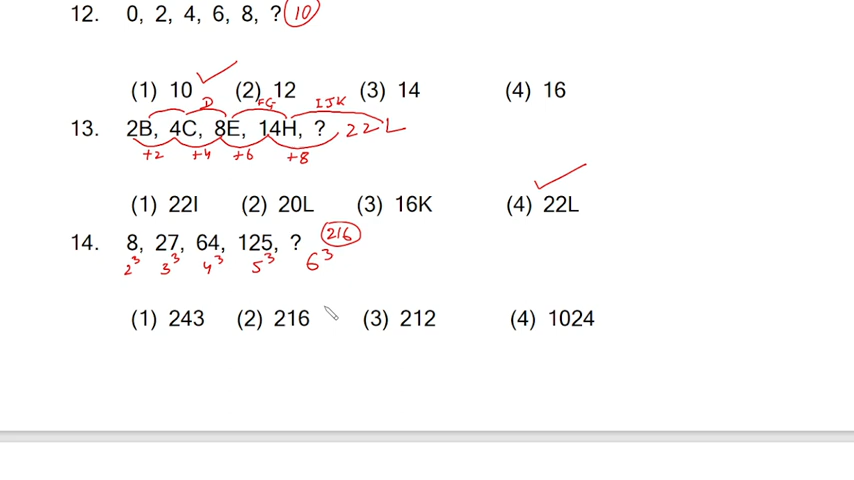 12. 0, 2, 4, 6, 8, ? 10
(1) 10 (2) 12 (3) 14 (4) 16
D FG IJK
13. 2B, 4C, 8E, 14H, ? 22L
+2 +4 +6 +8
(1) 22I (2) 20L (3) 16K (4) 22L
14. 8, 27, 64, 125, ? 216
2³ 3³ 4³ 5³ 6³
(1) 243 (2) 216 (3) 212 (4) 1024